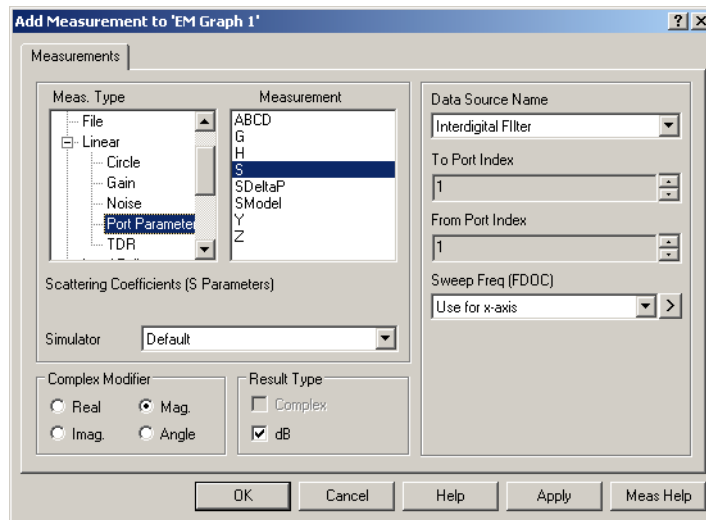 Add Measurement to 'EM Graph 1'
Measurements
Meas. Type
File
Linear
Circle
Gain
Noise
Port Parameter
TDR
Measurement
ABCD
G
H
S
SDeltaP
SModel
Y
Z
Scattering Coefficients (S Parameters)
Simulator
Default
Complex Modifier
Real
Mag.
Imag.
Angle
Result Type
Complex
dB
Data Source Name
Interdigital FIlter
To Port Index
1
From Port Index
1
Sweep Freq (FDOC)
Use for x-axis
>
OK
Cancel
Help
Apply
Meas Help